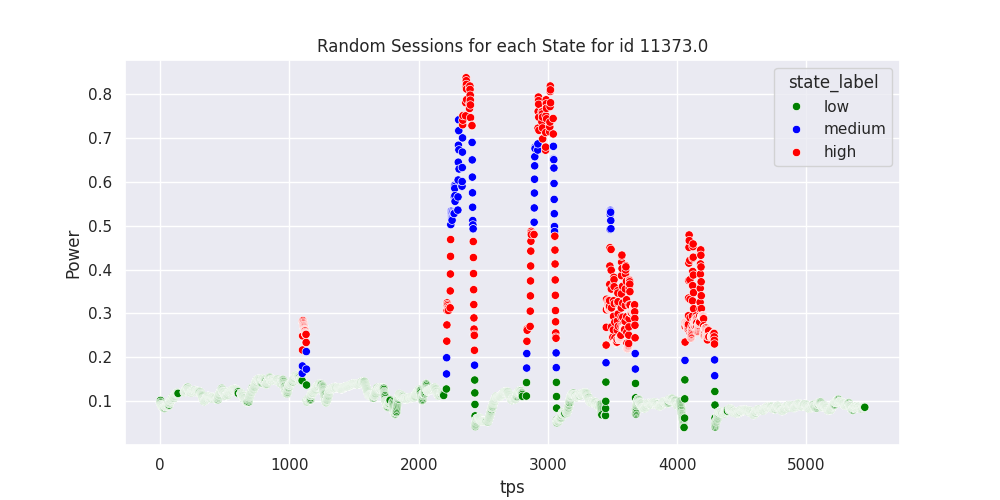 Random Sessions for each State for id 11373.0
state_label
low
medium
high
Power
0.8
0.7
0.6
0.5
0.4
0.3
0.2
0.1
0 1000 2000 3000 4000 5000
tps